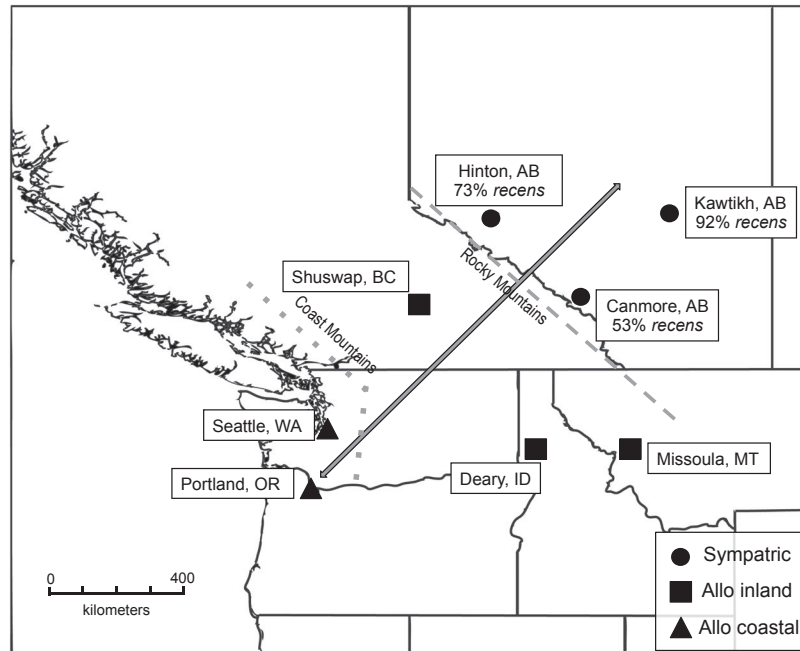 Hinton, AB
73% recens
Kawtikh, AB
92% recens
Rocky Mountains
Shuswap, BC
Coast Mountains
Canmore, AB
53% recens
Seattle, WA
Portland, OR
Deary, ID
Missoula, MT
0 400
kilometers
Sympatric
Allo inland
Allo coastal